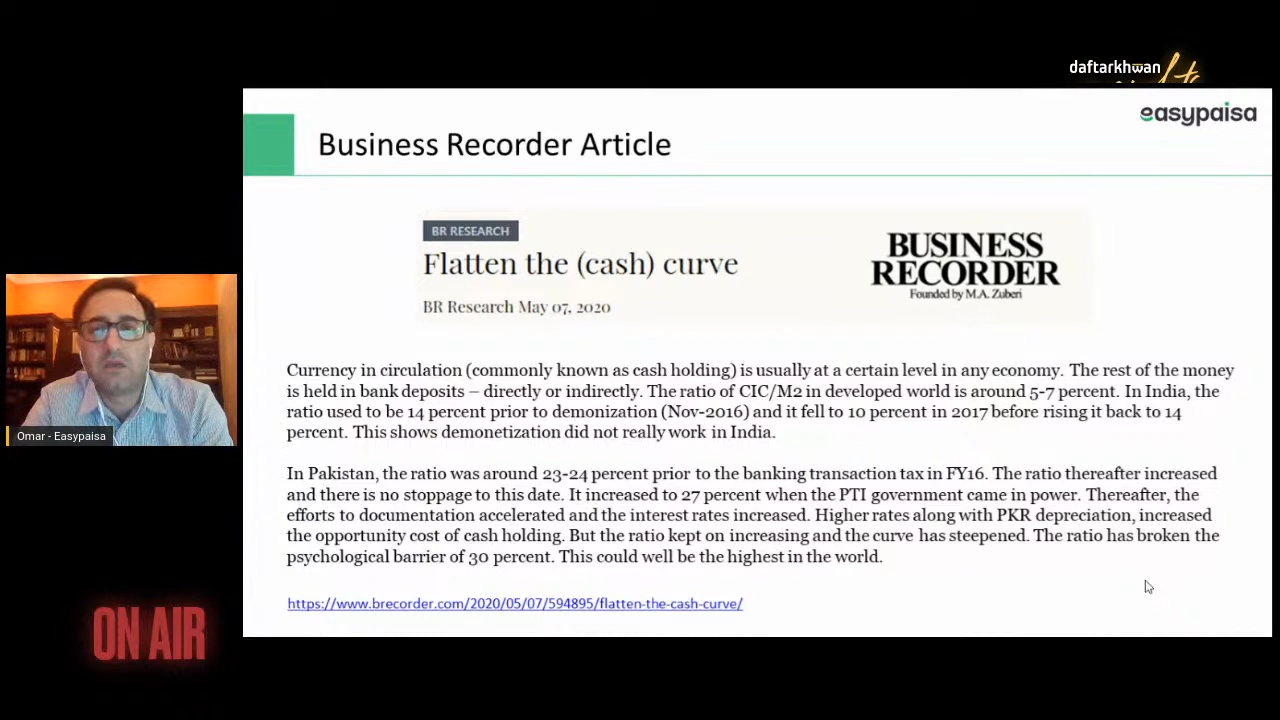 daftarkhwan
easypaisa
Business Recorder Article
BR RESEARCH
Flatten the (cash) curve
BR Research May 07, 2020
BUSINESS
RECORDER
Founded by M.A. Zuberi
Currency in circulation (commonly known as cash holding) is usually at a certain level in any economy. The rest of the money
is held in bank deposits – directly or indirectly. The ratio of CIC/M2 in developed world is around 5-7 percent. In India, the
ratio used to be 14 percent prior to demonization (Nov-2016) and it fell to 10 percent in 2017 before rising it back to 14
percent. This shows demonetization did not really work in India.
In Pakistan, the ratio was around 23-24 percent prior to the banking transaction tax in FY16. The ratio thereafter increased
and there is no stoppage to this date. It increased to 27 percent when the PTI government came in power. Thereafter, the
efforts to documentation accelerated and the interest rates increased. Higher rates along with PKR depreciation, increased
the opportunity cost of cash holding. But the ratio kept on increasing and the curve has steepened. The ratio has broken the
psychological barrier of 30 percent. This could well be the highest in the world.
https://www.brecorder.com/2020/05/07/594895/flatten-the-cash-curve/
Omar - Easypaisa
ON AIR